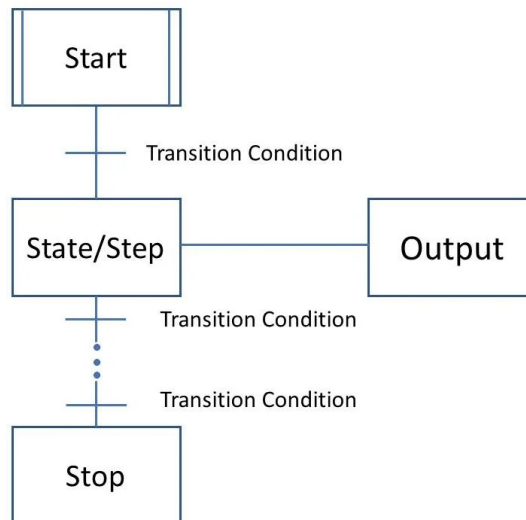 Start
Transition Condition
State/Step
Output
Transition Condition
Transition Condition
Stop